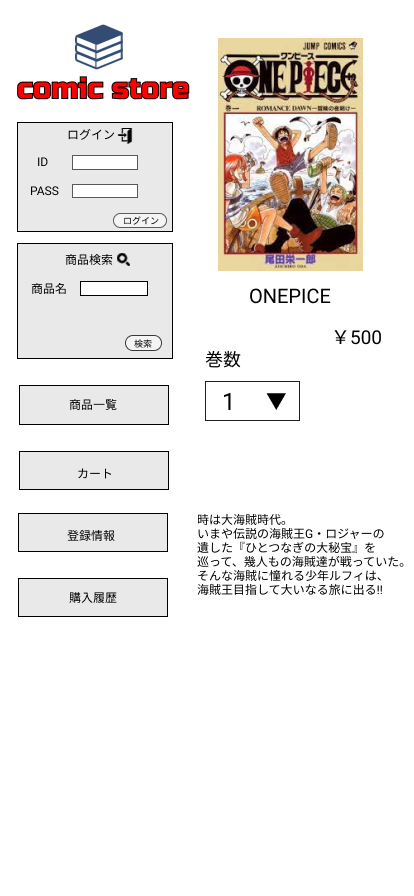 comic store
ログイン
ID
PASS
ログイン
商品検索
商品名
検索
商品一覧
カート
登録情報
購入履歴
JUMP COMICS
ワンピース
ONE PIECE
巻一
ROMANCE DAWN—冒険の夜明け—
尾田栄一郎
ONEPICE
￥500
巻数
1
時は大海賊時代。
いまや伝説の海賊王G・ロジャーの
遺した『ひとつなぎの大秘宝』を
巡って、幾人もの海賊達が戦っていた。
そんな海賊に憧れる少年ルフィは、
海賊王目指して大いなる旅に出る!!